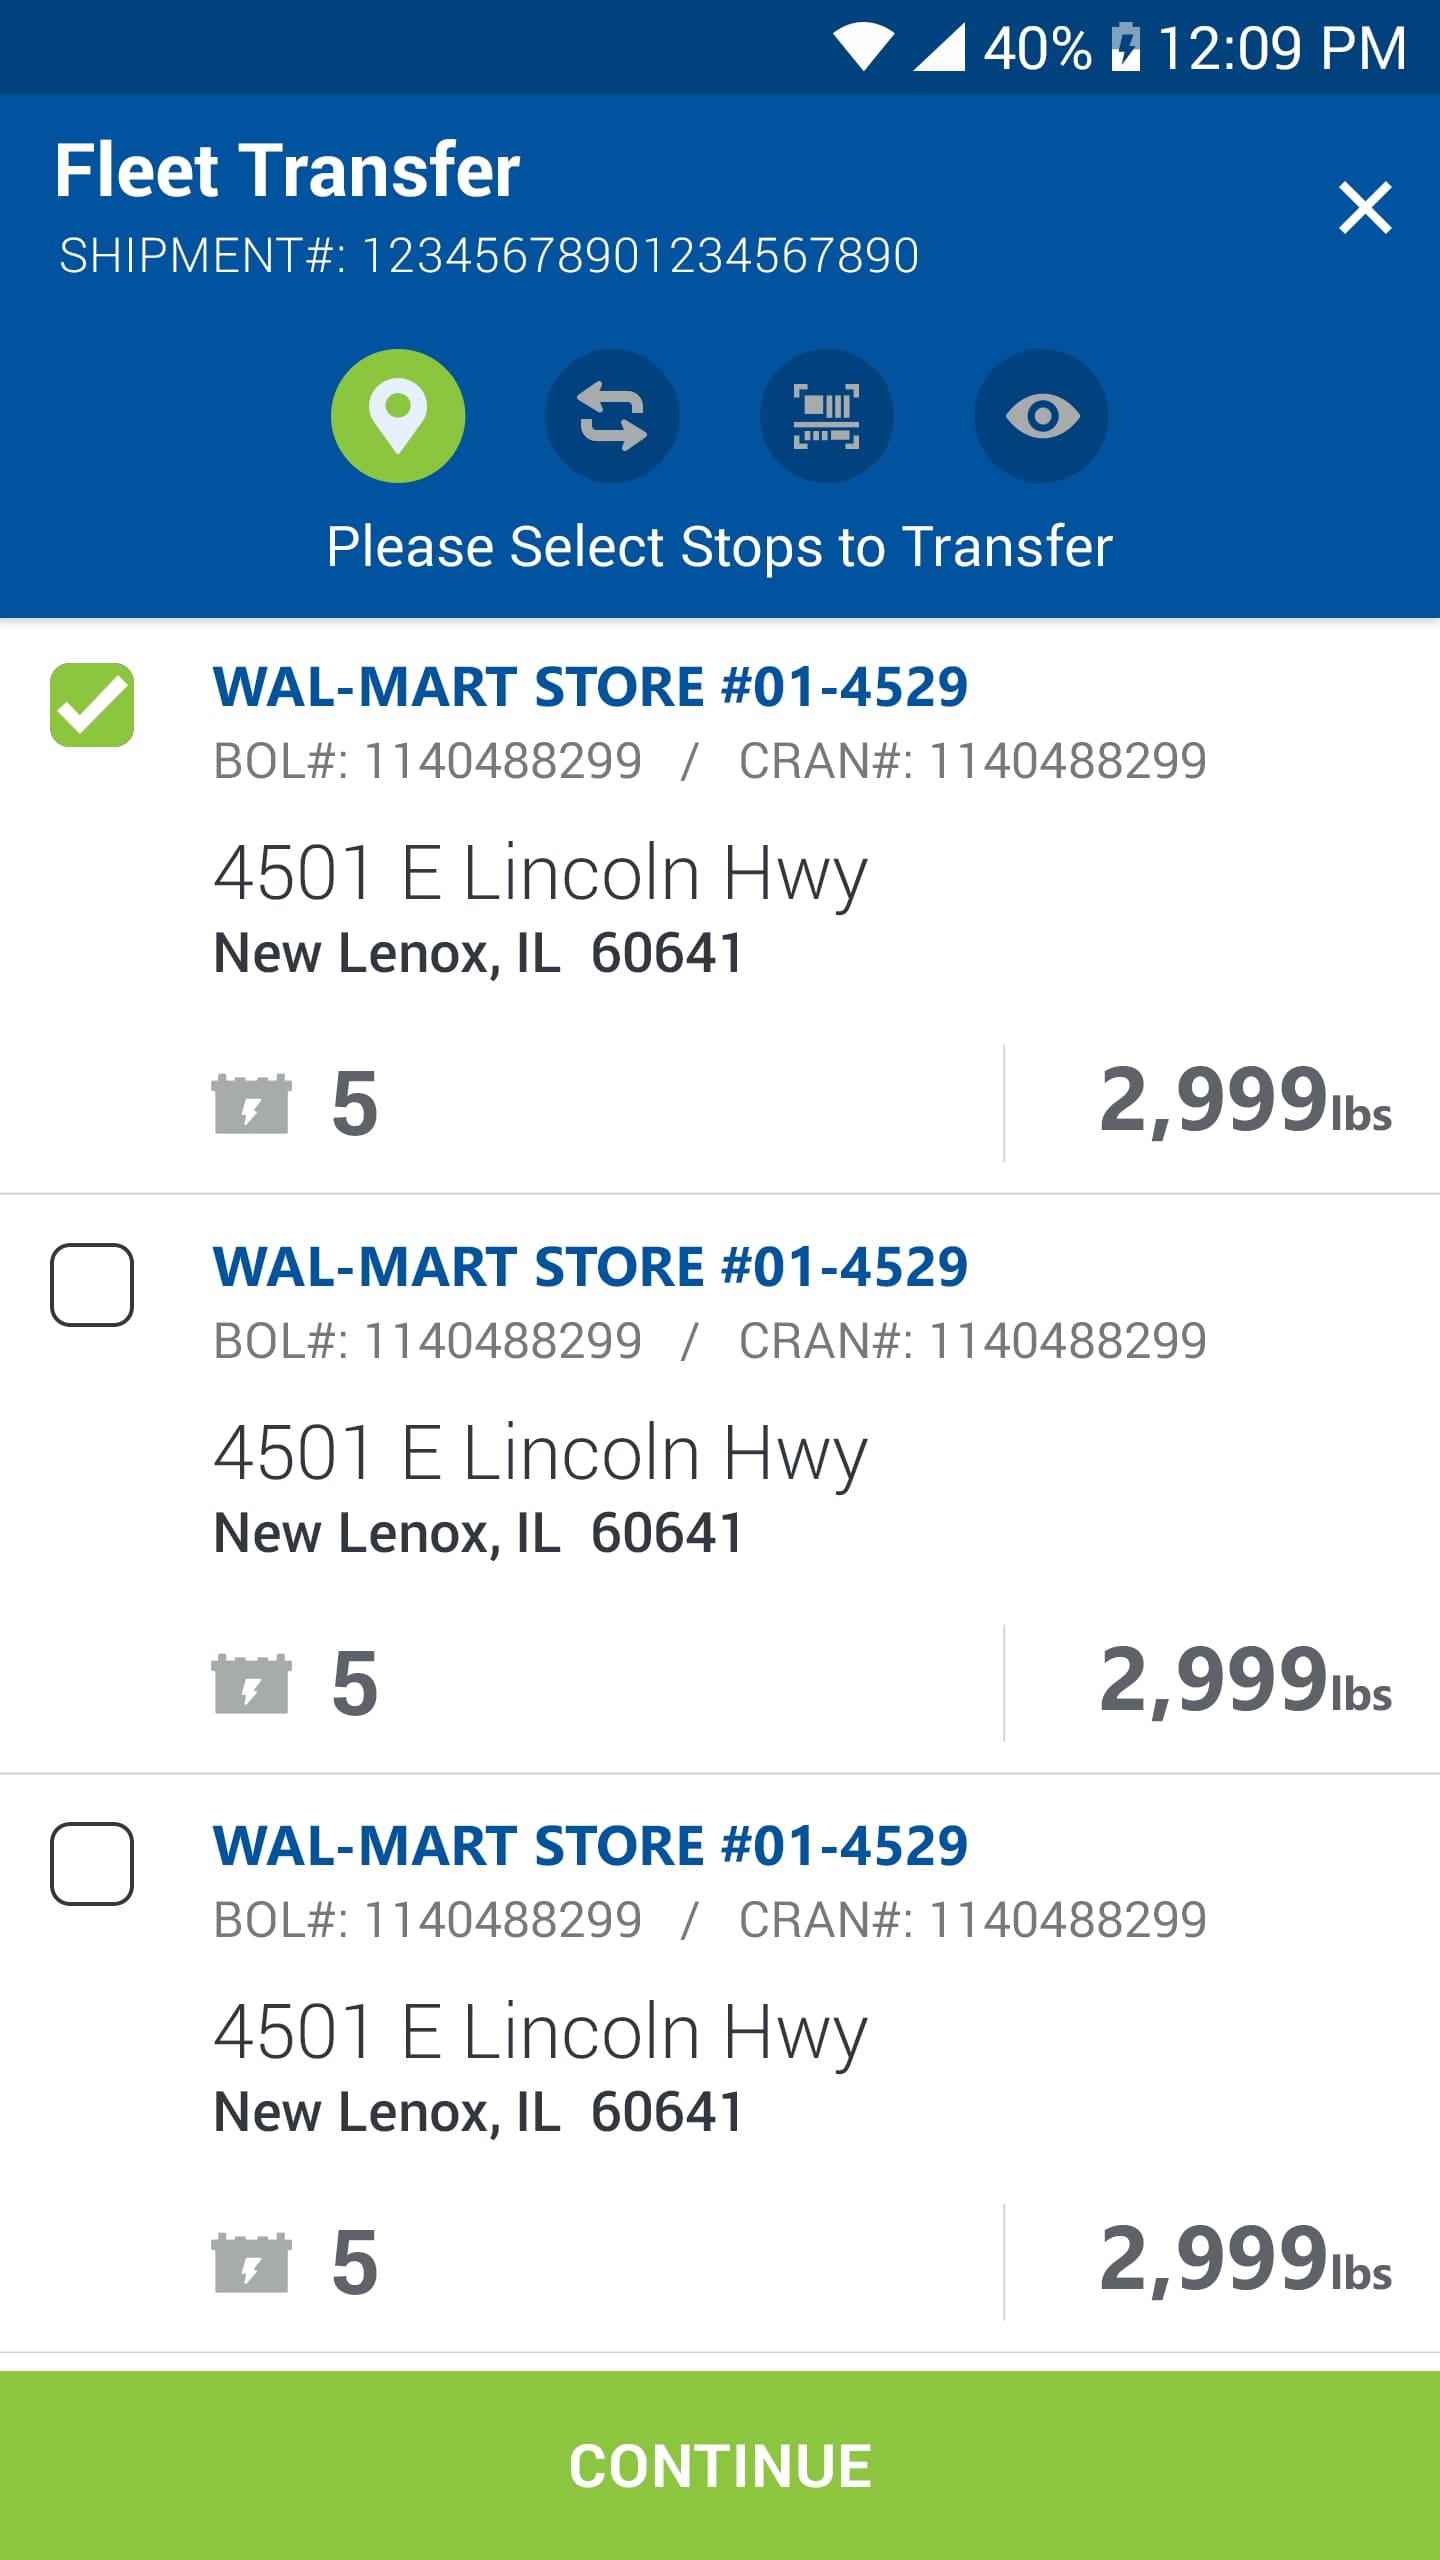 40% 12:09 PM
Fleet Transfer
SHIPMENT#: 12345678901234567890
Please Select Stops to Transfer
WAL-MART STORE #01-4529
BOL#: 1140488299 / CRAN#: 1140488299
4501 E Lincoln Hwy
New Lenox, IL 60641
5 2,999lbs
WAL-MART STORE #01-4529
BOL#: 1140488299 / CRAN#: 1140488299
4501 E Lincoln Hwy
New Lenox, IL 60641
5 2,999lbs
WAL-MART STORE #01-4529
BOL#: 1140488299 / CRAN#: 1140488299
4501 E Lincoln Hwy
New Lenox, IL 60641
5 2,999lbs
CONTINUE